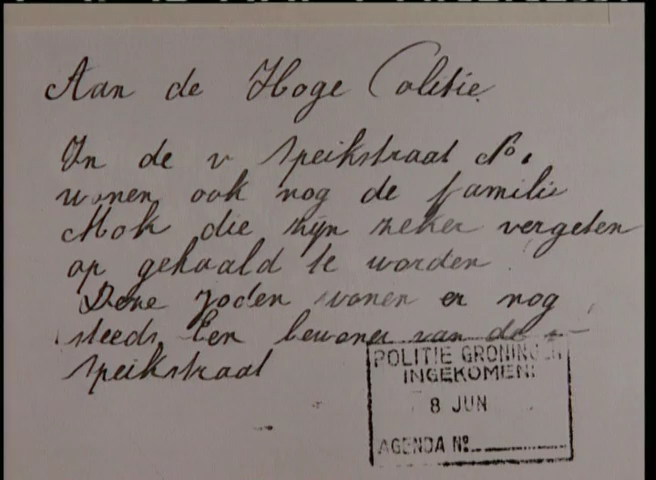 Aan de Hoge Politie.
In de v Speikstraat No.
wonen ook nog de familie
Mok die zijn zeker vergeten
op gehaald te worden
Deze Joden wonen er nog
steeds Een bewoner van de v
Speikstraat
POLITIE GRONINGEN
INGEKOMEN:
8 JUN
AGENDA No.